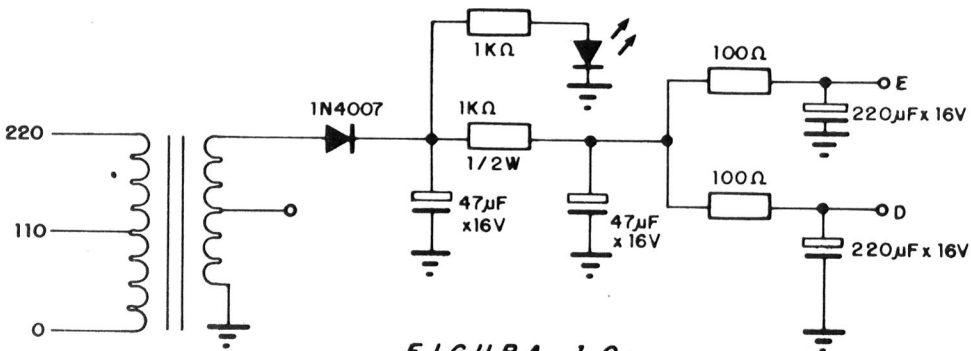 1KΩ
100Ω
E
220µF x 16V
1N4007
1KΩ
1/2W
220
100Ω
47µF
x16V
47µF
x 16V
D
110
220µF x 16V
0